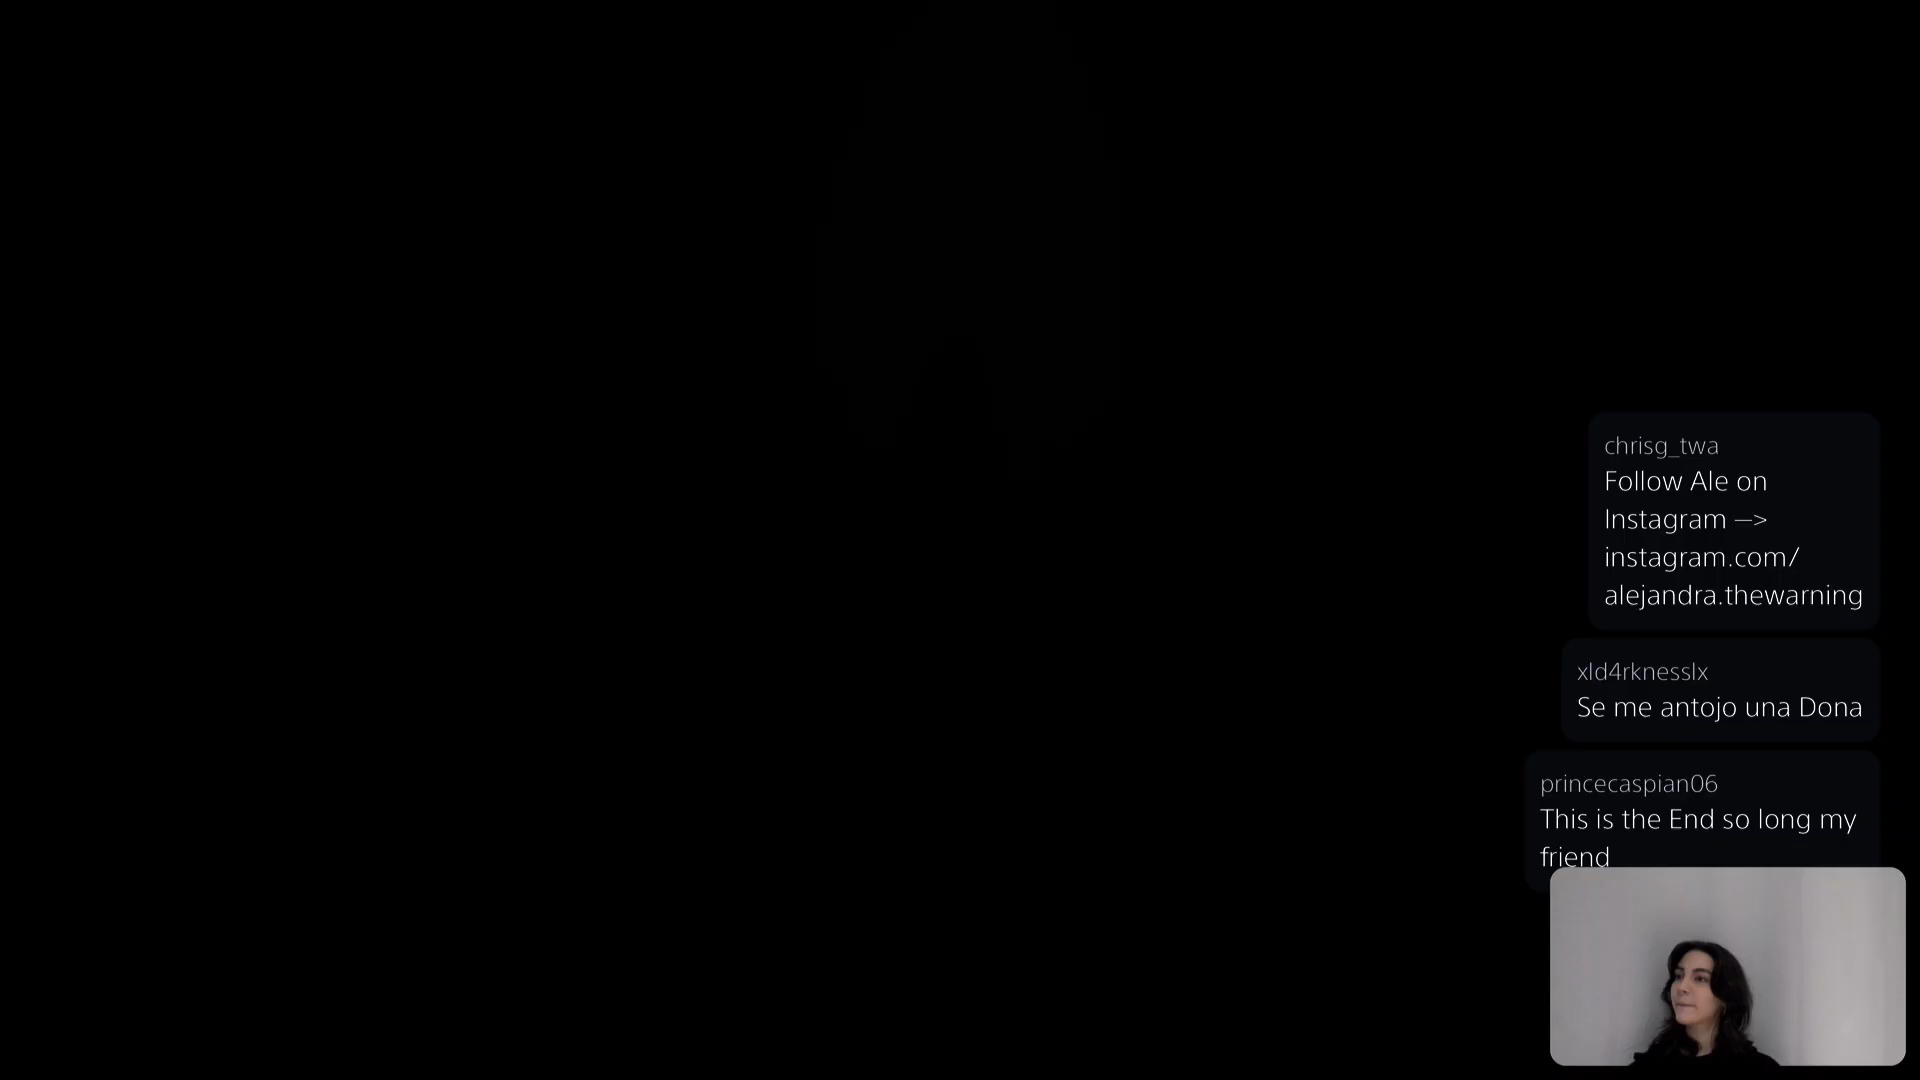 chrisg_twa
Follow Ale on
Instagram —>
instagram.com/
alejandra.thewarning
xld4rknesslx
Se me antojo una Dona
princecaspian06
This is the End so long my
friend